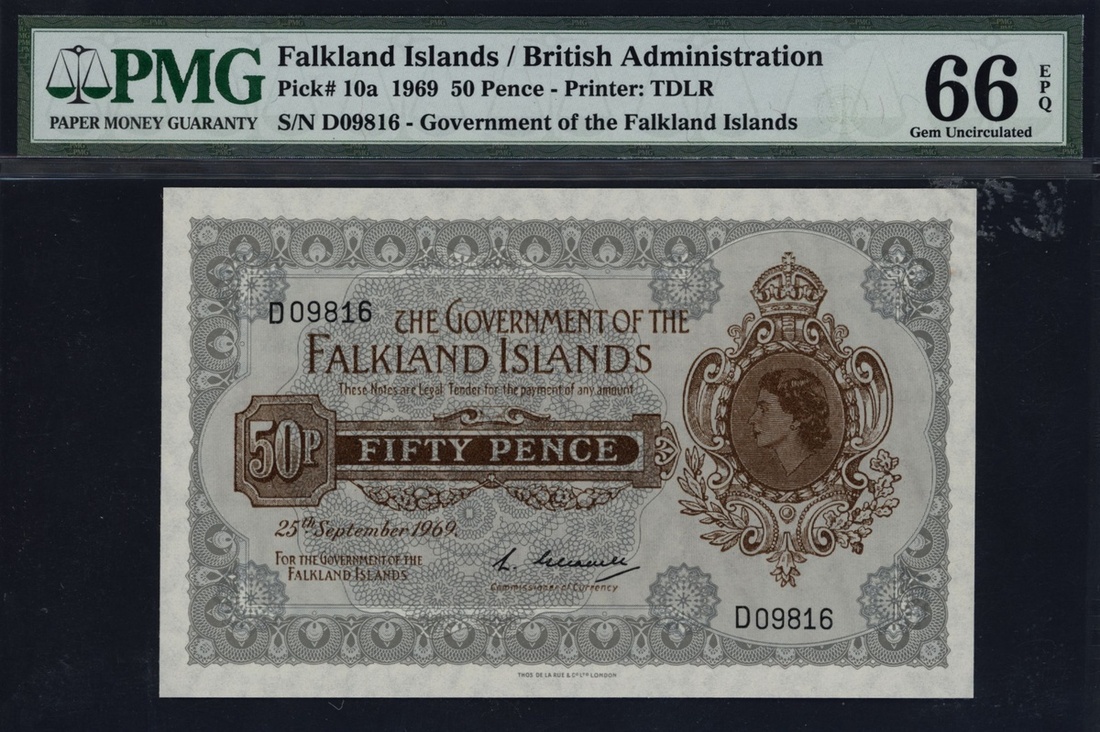 PMG
PAPER MONEY GUARANTY
Falkland Islands / British Administration
Pick# 10a 1969 50 Pence - Printer: TDLR
S/N D09816 - Government of the Falkland Islands
66
EPQ
Gem Uncirculated
D09816
THE GOVERNMENT OF THE
FALKLAND ISLANDS
These Notes are Legal Tender for the payment of any amount
50P
FIFTY PENCE
25th September 1969.
FOR THE GOVERNMENT OF THE
FALKLAND ISLANDS
Commissioner of Currency
D09816
THOS DE LA RUE & CO LTD LONDON